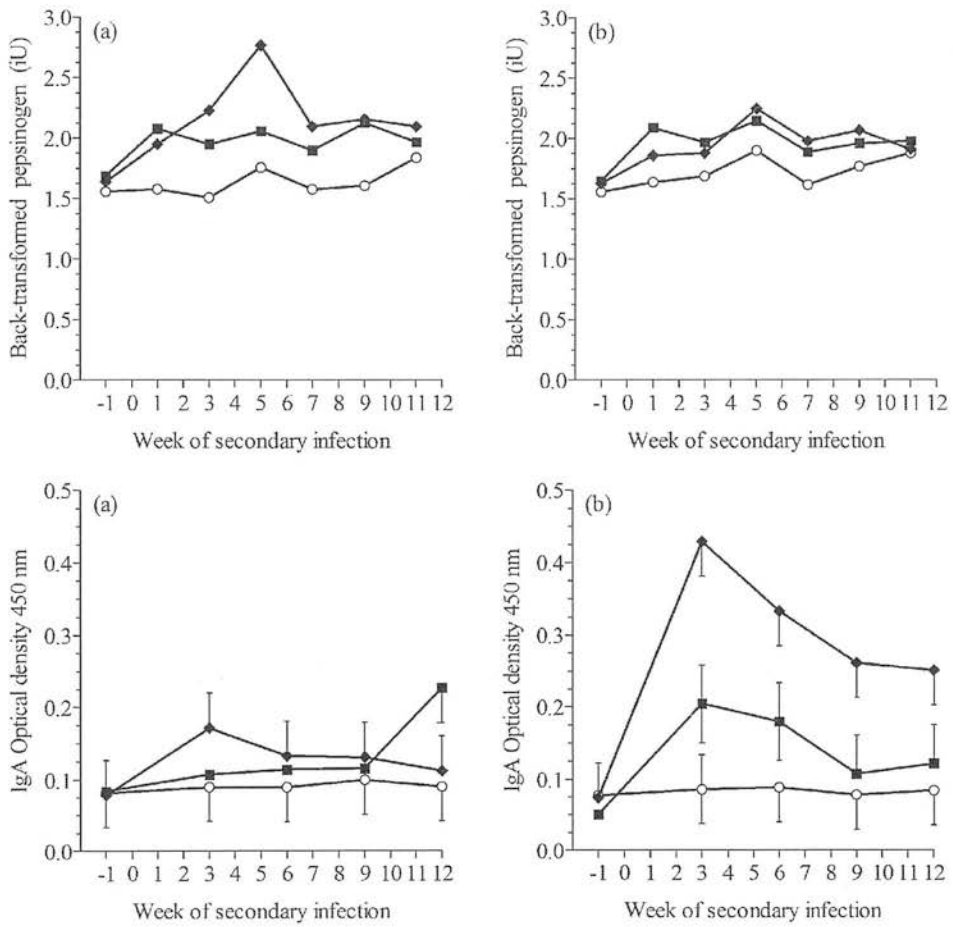 (a)
Back-transformed pepsinogen (iU)
3.0
2.5
2.0
1.5
1.0
0.5
0.0
-1 0 1 2 3 4 5 6 7 8 9 10 11 12
Week of secondary infection
(b)
Back-transformed pepsinogen (iU)
3.0
2.5
2.0
1.5
1.0
0.5
0.0
-1 0 1 2 3 4 5 6 7 8 9 10 11 12
Week of secondary infection
(a)
IgA Optical density 450 nm
0.5
0.4
0.3
0.2
0.1
0.0
-1 0 1 2 3 4 5 6 7 8 9 10 11 12
Week of secondary infection
(b)
IgA Optical density 450 nm
0.5
0.4
0.3
0.2
0.1
0.0
-1 0 1 2 3 4 5 6 7 8 9 10 11 12
Week of secondary infection